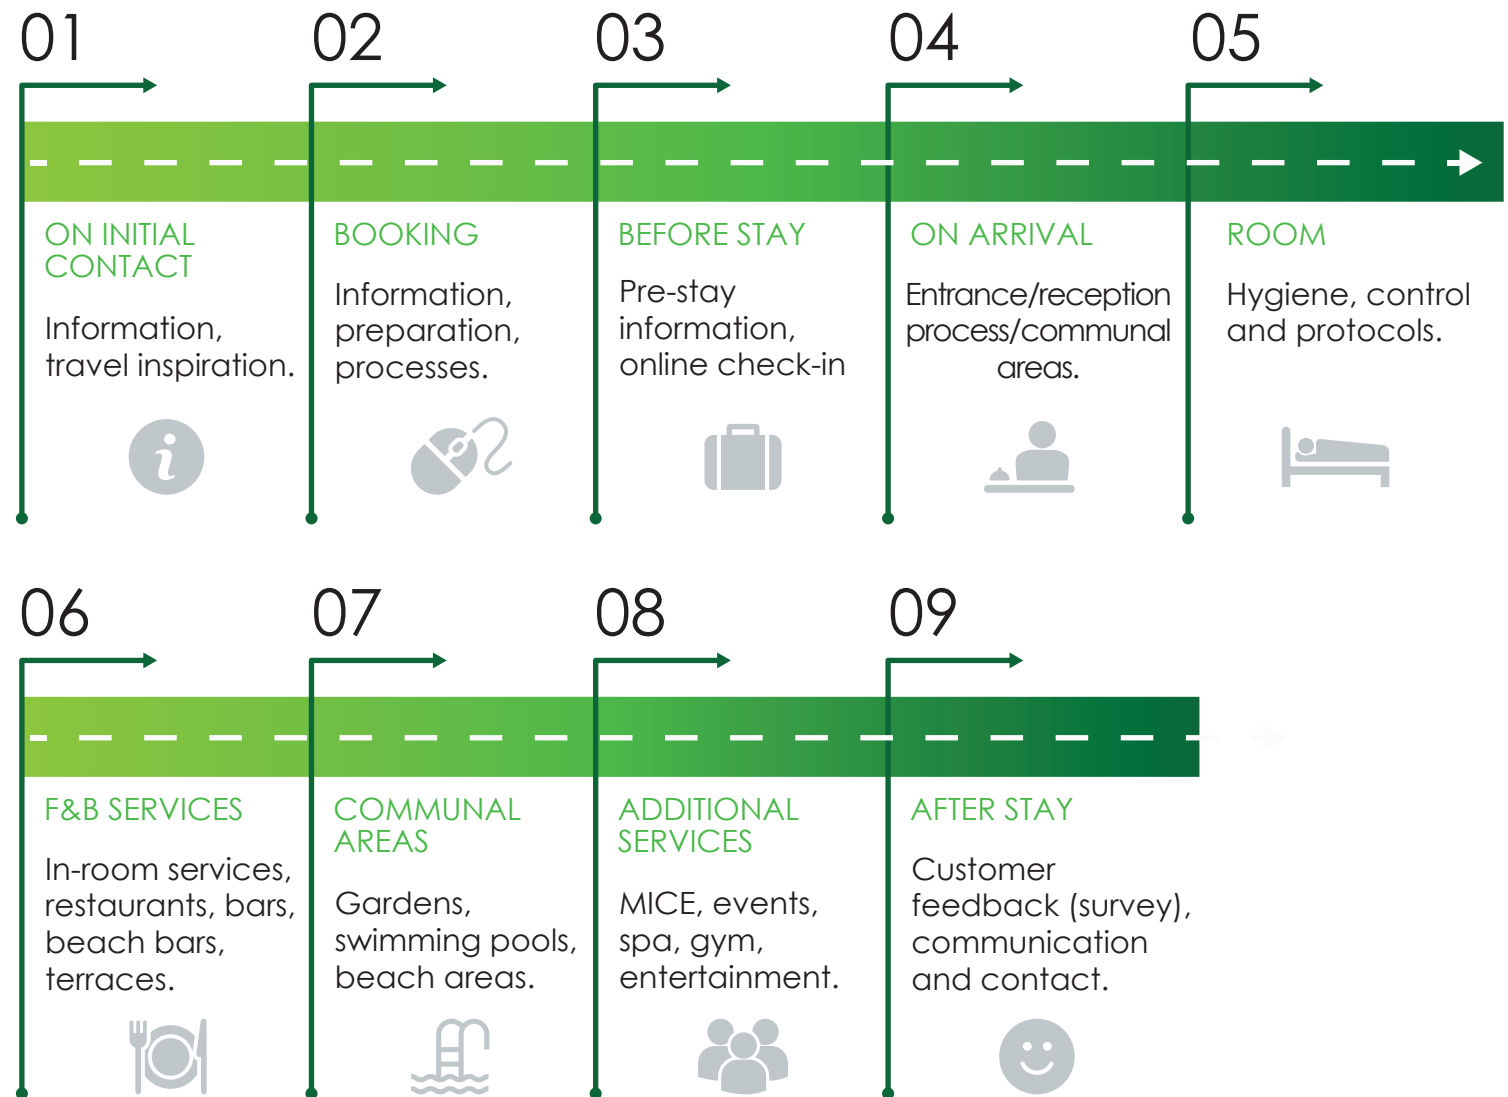 01
ON INITIAL
CONTACT
Information,
travel inspiration.
02
BOOKING
Information,
preparation,
processes.
03
BEFORE STAY
Pre-stay
information,
online check-in
04
ON ARRIVAL
Entrance/reception
process/communal
areas.
05
ROOM
Hygiene, control
and protocols.
06
F&B SERVICES
In-room services,
restaurants, bars,
beach bars,
terraces.
07
COMMUNAL
AREAS
Gardens,
swimming pools,
beach areas.
08
ADDITIONAL
SERVICES
MICE, events,
spa, gym,
entertainment.
09
AFTER STAY
Customer
feedback (survey),
communication
and contact.